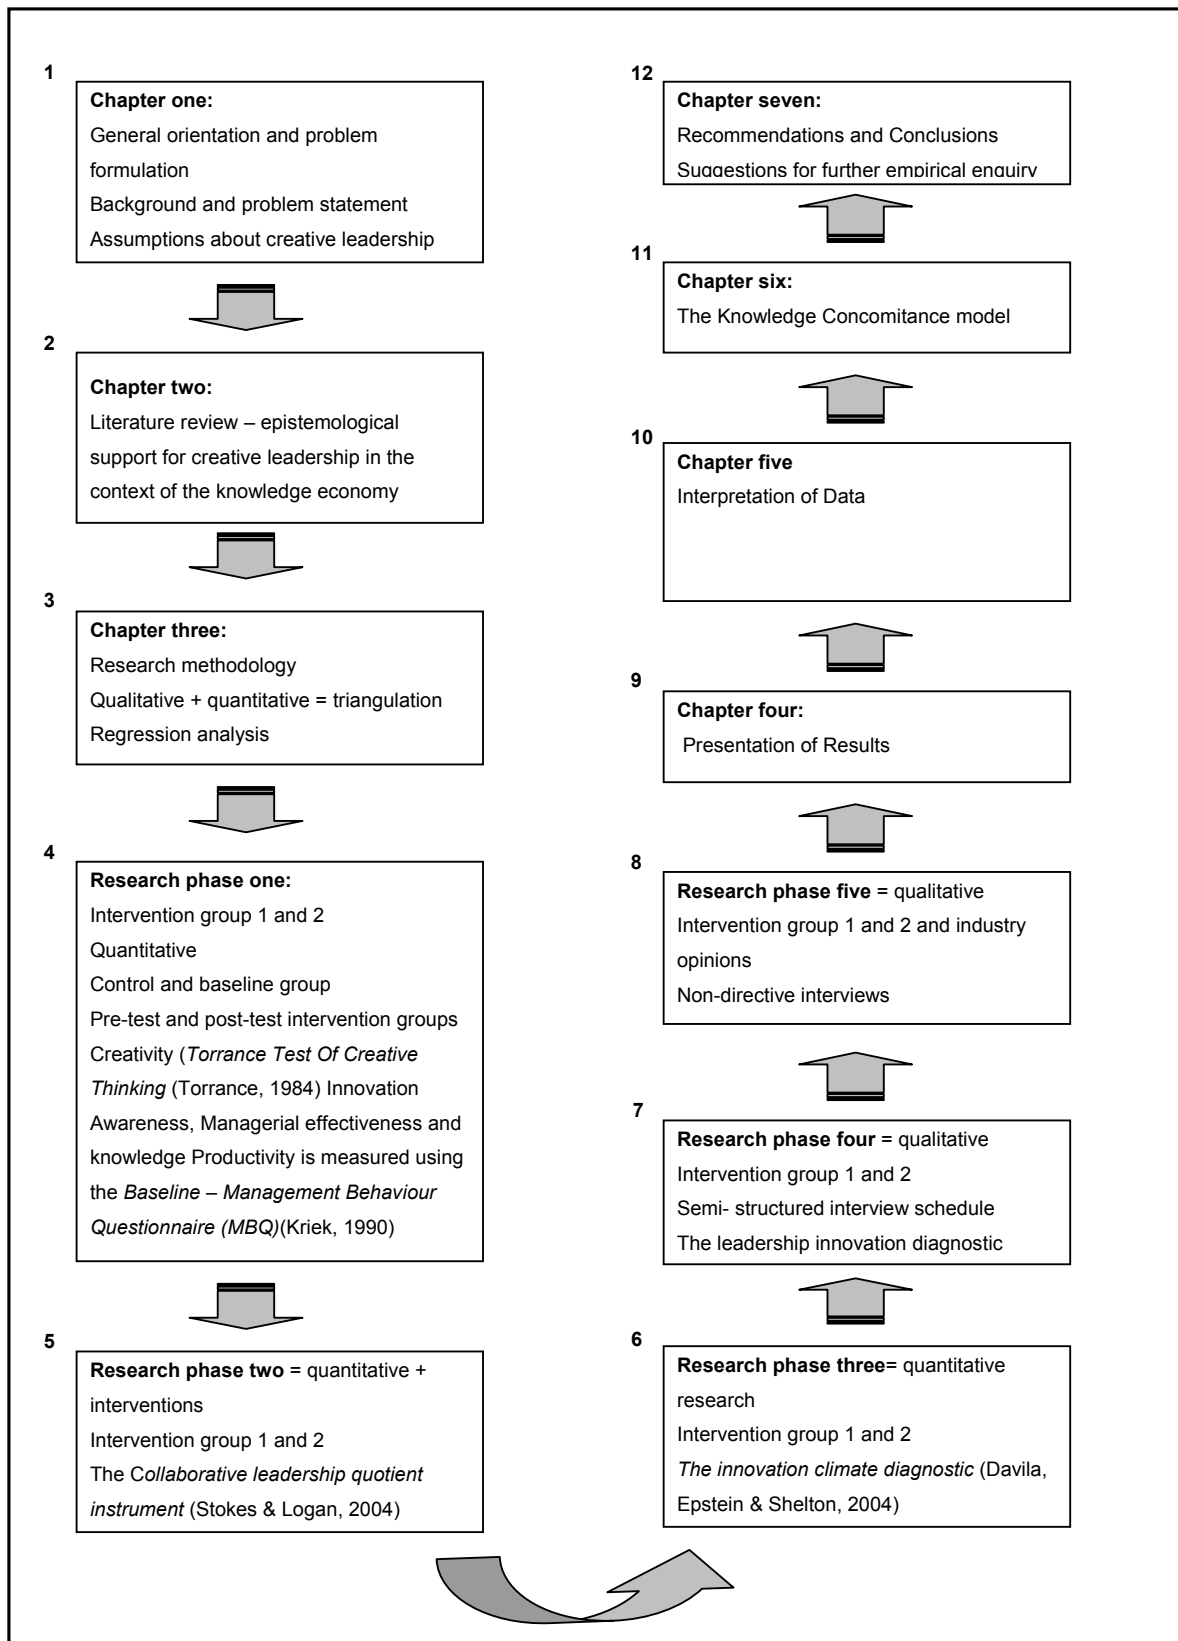 1
Chapter one:
General orientation and problem
formulation
Background and problem statement
Assumptions about creative leadership
2
Chapter two:
Literature review – epistemological
support for creative leadership in the
context of the knowledge economy
3
Chapter three:
Research methodology
Qualitative + quantitative = triangulation
Regression analysis
4
Research phase one:
Intervention group 1 and 2
Quantitative
Control and baseline group
Pre-test and post-test intervention groups
Creativity (Torrance Test Of Creative
Thinking (Torrance, 1984) Innovation
Awareness, Managerial effectiveness and
knowledge Productivity is measured using
the Baseline – Management Behaviour
Questionnaire (MBQ)(Kriek, 1990)
5
Research phase two = quantitative +
interventions
Intervention group 1 and 2
The Collaborative leadership quotient
instrument (Stokes & Logan, 2004)
6
Research phase three= quantitative
research
Intervention group 1 and 2
The innovation climate diagnostic (Davila,
Epstein & Shelton, 2004)
7
Research phase four = qualitative
Intervention group 1 and 2
Semi- structured interview schedule
The leadership innovation diagnostic
8
Research phase five = qualitative
Intervention group 1 and 2 and industry
opinions
Non-directive interviews
9
Chapter four:
Presentation of Results
10
Chapter five
Interpretation of Data
11
Chapter six:
The Knowledge Concomitance model
12
Chapter seven:
Recommendations and Conclusions
Suggestions for further empirical enquiry